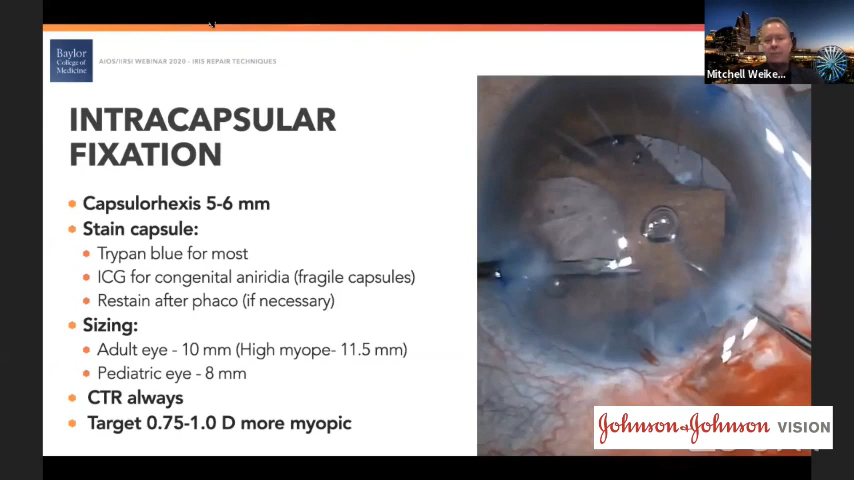 Baylor
College of
Medicine
AIOS/IIRSI WEBINAR 2020 - IRIS REPAIR TECHNIQUES
Mitchell Weike...
INTRACAPSULAR
FIXATION
Capsulorhexis 5-6 mm
Stain capsule:
Trypan blue for most
ICG for congenital aniridia (fragile capsules)
Restain after phaco (if necessary)
Sizing:
Adult eye - 10 mm (High myope- 11.5 mm)
Pediatric eye - 8 mm
CTR always
Target 0.75-1.0 D more myopic
Johnson & Johnson VISION